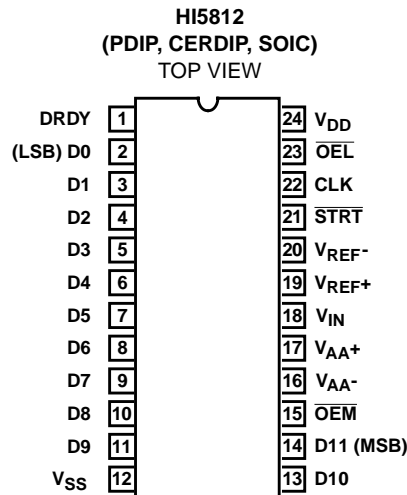 HI5812
(PDIP, CERDIP, SOIC)
TOP VIEW
DRDY 1 24 VDD
(LSB) D0 2 23 OEL
D1 3 22 CLK
D2 4 21 STRT
D3 5 20 VREF-
D4 6 19 VREF+
D5 7 18 VIN
D6 8 17 VAA+
D7 9 16 VAA-
D8 10 15 OEM
D9 11 14 D11 (MSB)
VSS 12 13 D10